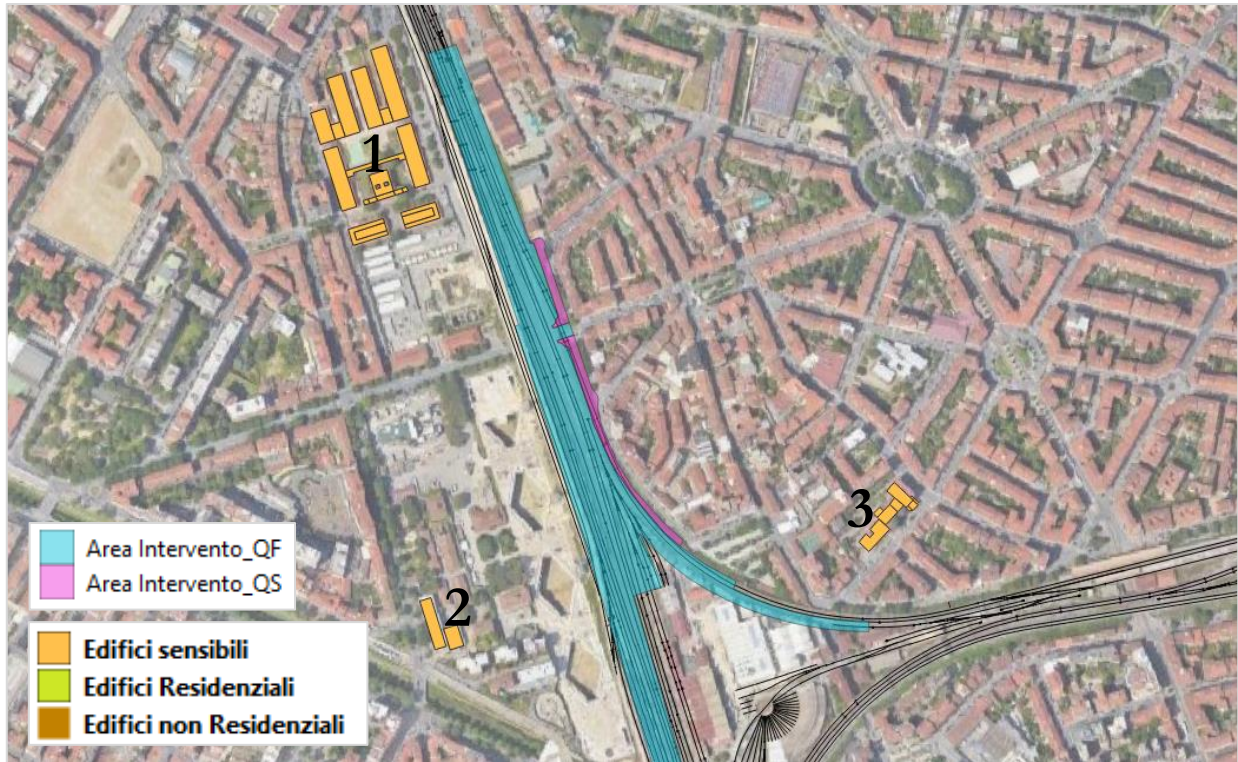 1
2
3
Area Intervento_QF
Area Intervento_QS
Edifici sensibili
Edifici Residenziali
Edifici non Residenziali